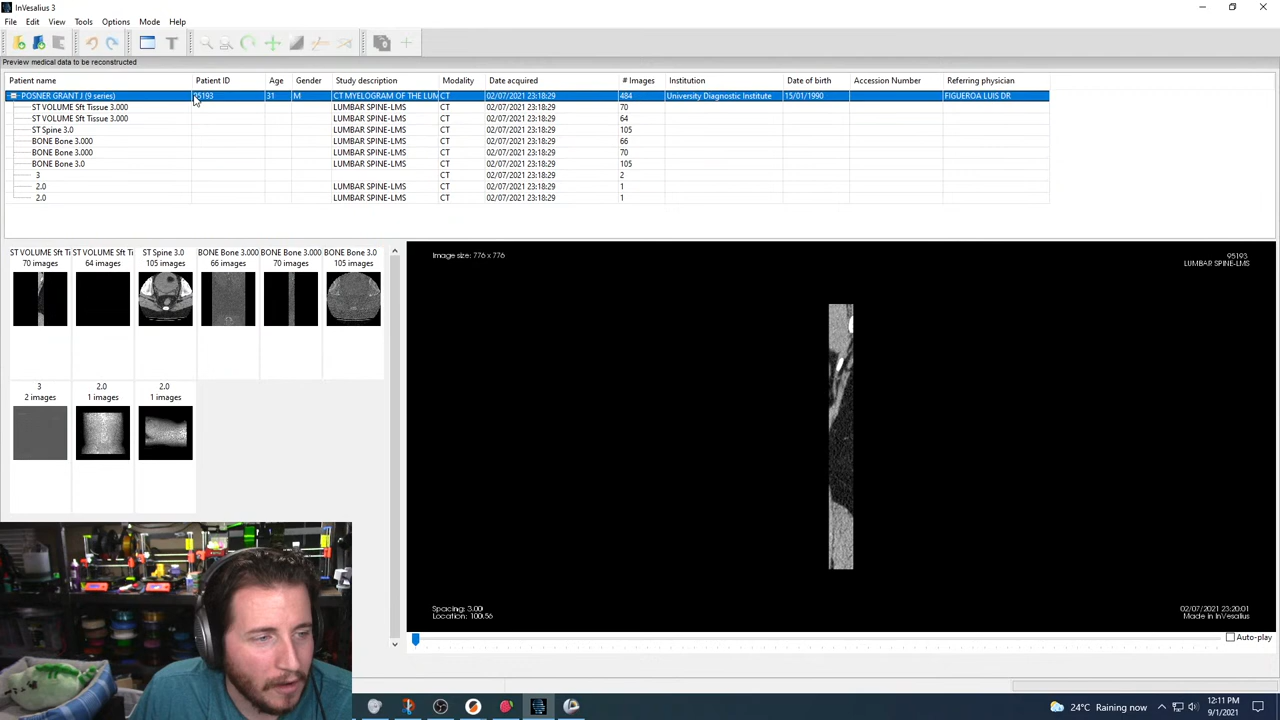 InVesalius 3
File Edit View Tools Options Mode Help
Preview medical data to be reconstructed
Patient name Patient ID Age Gender Study description Modality Date acquired # Images Institution Date of birth Accession Number Referring physician
POSNER GRANT J (9 series) 95193 31 M CT MYELOGRAM OF THE LUM CT 02/07/2021 23:18:29 484 University Diagnostic Institute 15/01/1990 FIGUEROA LUIS DR
ST VOLUME Sft Tissue 3.000 LUMBAR SPINE-LMS CT 02/07/2021 23:18:29 70
ST VOLUME Sft Tissue 3.000 LUMBAR SPINE-LMS CT 02/07/2021 23:18:29 64
ST Spine 3.0 LUMBAR SPINE-LMS CT 02/07/2021 23:18:29 105
BONE Bone 3.000 LUMBAR SPINE-LMS CT 02/07/2021 23:18:29 66
BONE Bone 3.000 LUMBAR SPINE-LMS CT 02/07/2021 23:18:29 70
BONE Bone 3.0 LUMBAR SPINE-LMS CT 02/07/2021 23:18:29 105
3 CT 02/07/2021 23:18:29 2
2.0 LUMBAR SPINE-LMS CT 02/07/2021 23:18:29 1
2.0 LUMBAR SPINE-LMS CT 02/07/2021 23:18:29 1
ST VOLUME Sft Ti ST VOLUME Sft Ti ST Spine 3.0 BONE Bone 3.000 BONE Bone 3.000 BONE Bone 3.0
70 images 64 images 105 images 66 images 70 images 105 images
3 2.0 2.0
2 images 1 images 1 images
Image size: 776 x 776
95193
LUMBAR SPINE-LMS
Spacing: 3.00
Location: 100.56
02/07/2021 23:20:01
Made in InVesalius
Auto-play
24°C Raining now
12:11 PM
9/1/2021